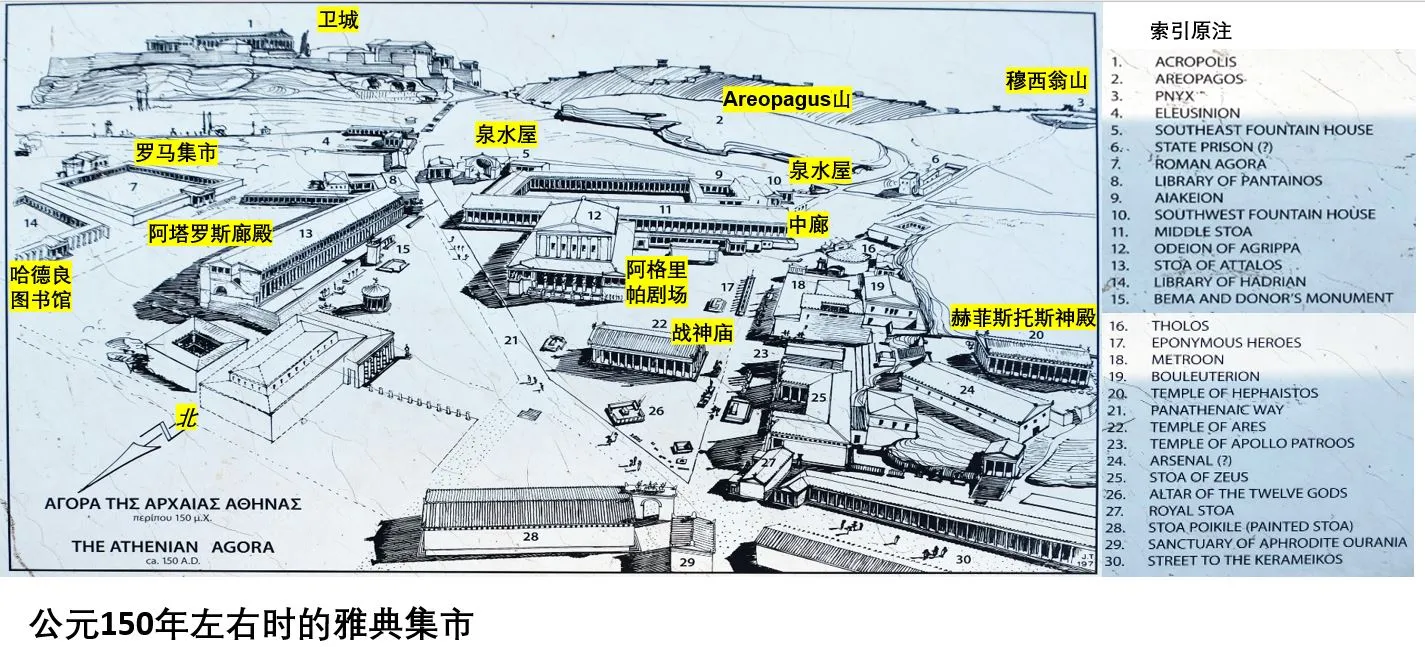 1
卫城
Areopagus山
2
穆西翁山
3
4
泉水屋
5
罗马集市
7
8
9
10
泉水屋
6
14
阿塔罗斯廊殿
13
15
12
11
中廊
16
哈德良
图书馆
阿格里
帕剧场
17
18
19
22
战神庙
赫菲斯托斯神殿
20
21
23
24
25
26
27
北
28
29
30
ΑΓΟΡΑ ΤΗΣ ΑΡΧΑΙΑΣ ΑΘΗΝΑΣ
περίπου 150 μ.Χ.
THE ATHENIAN AGORA
ca. 150 A.D.
J.T.
197
索引原注
1. ACROPOLIS
2. AREOPAGOS
3. PNYX
4. ELEUSINION
5. SOUTHEAST FOUNTAIN HOUSE
6. STATE PRISON (?)
7. ROMAN AGORA
8. LIBRARY OF PANTAINOS
9. AIAKEION
10. SOUTHWEST FOUNTAIN HOUSE
11. MIDDLE STOA
12. ODEION OF AGRIPPA
13. STOA OF ATTALOS
14. LIBRARY OF HADRIAN
15. BEMA AND DONOR'S MONUMENT
16. THOLOS
17. EPONYMOUS HEROES
18. METROON
19. BOULEUTERION
20. TEMPLE OF HEPHAISTOS
21. PANATHENAIC WAY
22. TEMPLE OF ARES
23. TEMPLE OF APOLLO PATROOS
24. ARSENAL (?)
25. STOA OF ZEUS
26. ALTAR OF THE TWELVE GODS
27. ROYAL STOA
28. STOA POIKILE (PAINTED STOA)
29. SANCTUARY OF APHRODITE OURANIA
30. STREET TO THE KERAMEIKOS
公元150年左右时的雅典集市